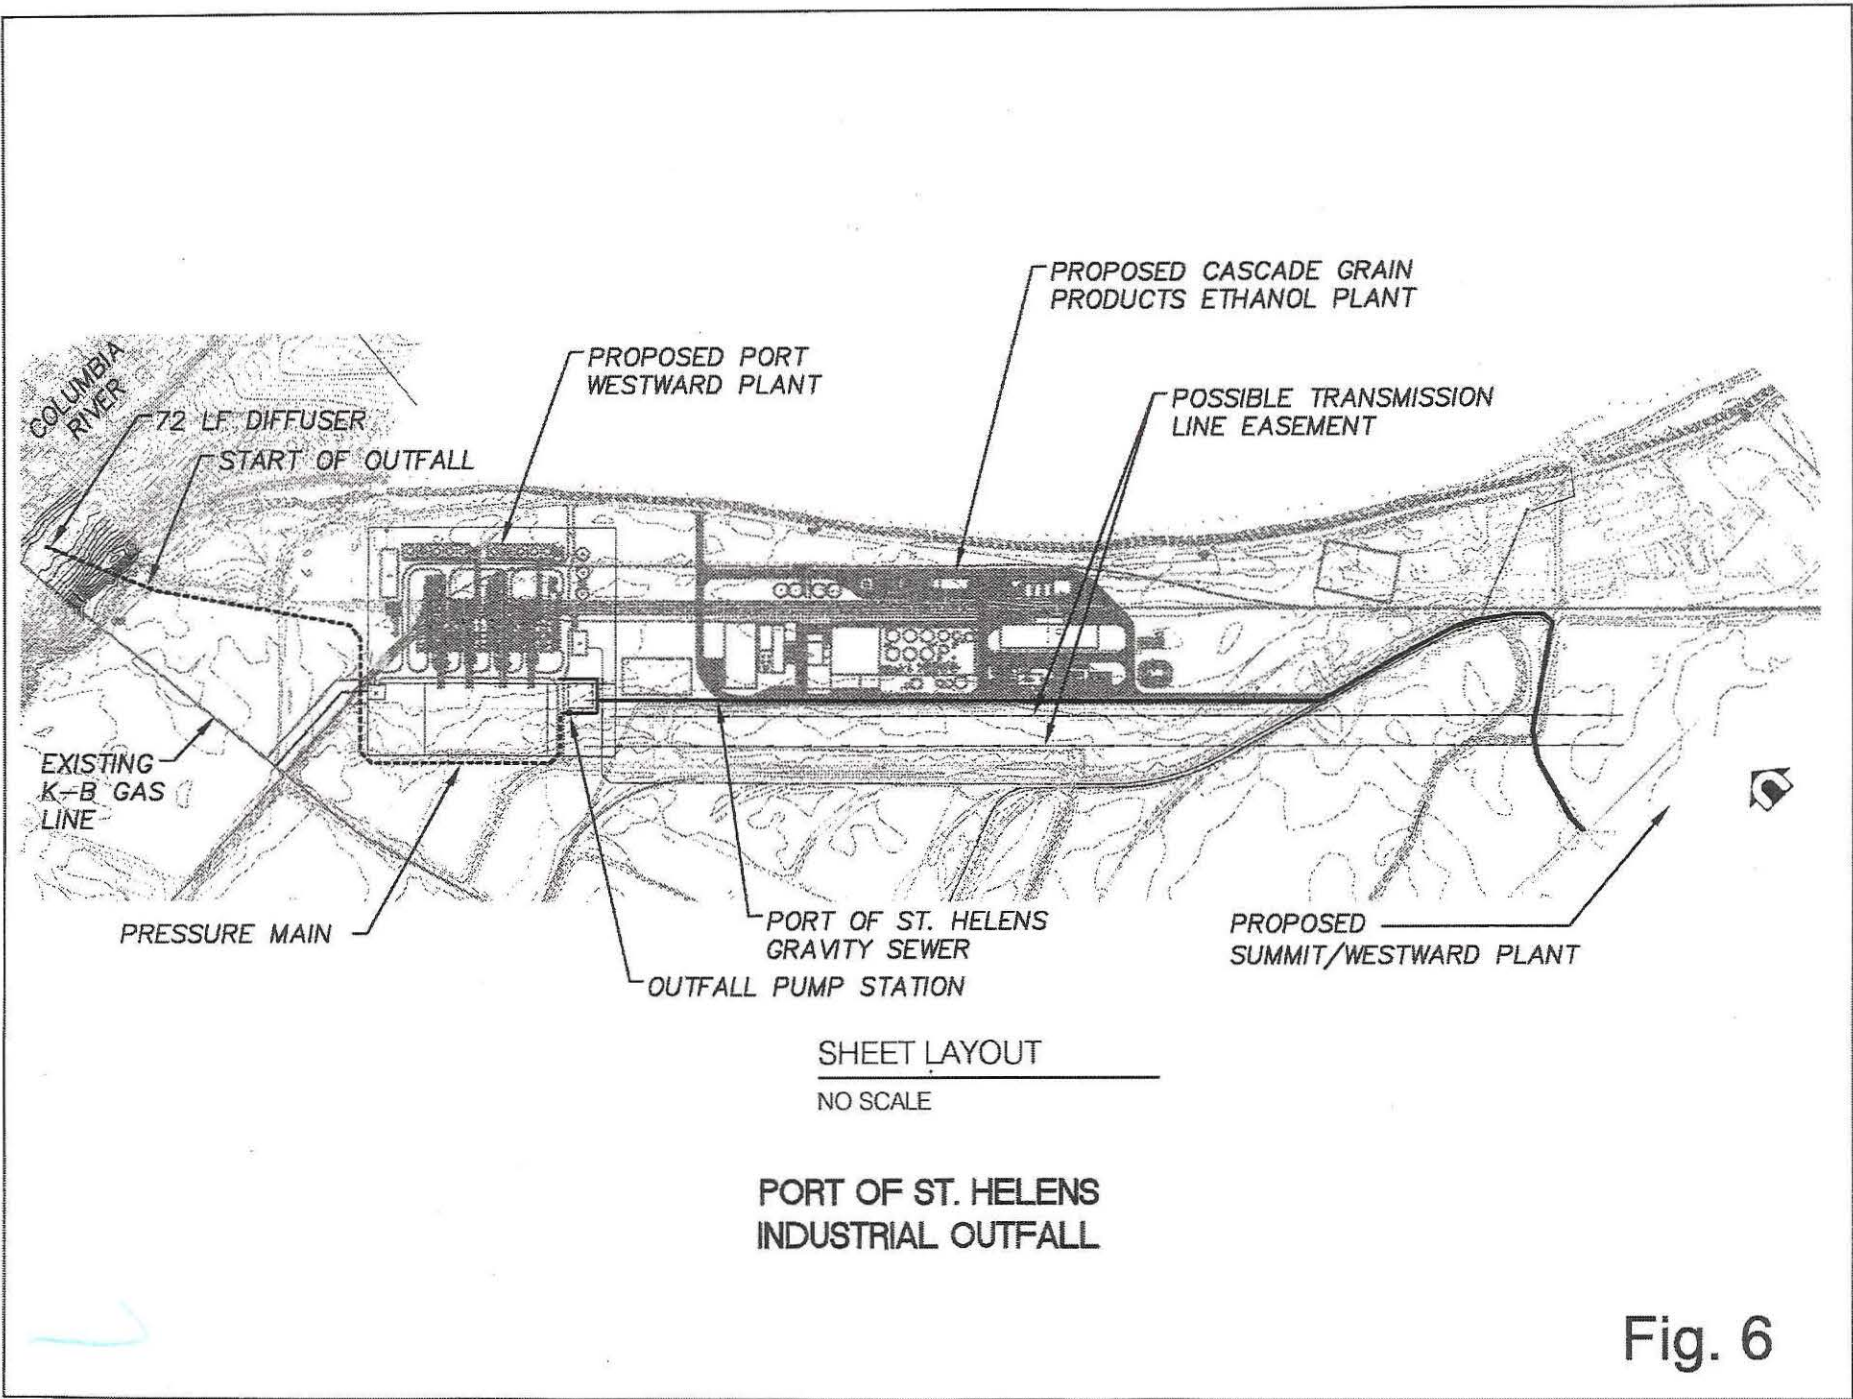 PROPOSED CASCADE GRAIN
PRODUCTS ETHANOL PLANT
PROPOSED PORT
WESTWARD PLANT
POSSIBLE TRANSMISSION
LINE EASEMENT
COLUMBIA
RIVER
72 LF DIFFUSER
START OF OUTFALL
EXISTING
K-B GAS
LINE
PRESSURE MAIN
PORT OF ST. HELENS
GRAVITY SEWER
OUTFALL PUMP STATION
PROPOSED
SUMMIT/WESTWARD PLANT
SHEET LAYOUT
NO SCALE
PORT OF ST. HELENS
INDUSTRIAL OUTFALL
Fig. 6